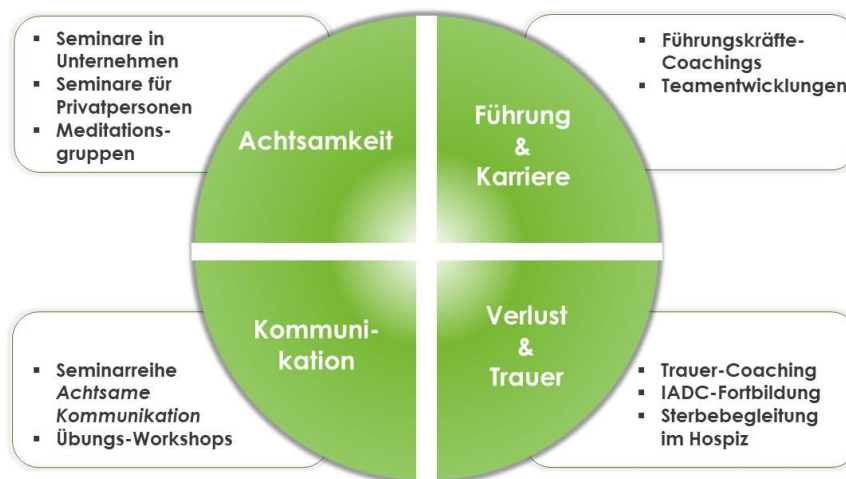 ▪ Seminare in
Unternehmen
▪ Seminare für
Privatpersonen
▪ Meditations-
gruppen
Achtsamkeit
Führung
&
Karriere
▪ Führungskräfte-
Coachings
▪ Teamentwicklungen
▪ Seminarreihe
Achtsame
Kommunikation
▪ Übungs-Workshops
Kommuni-
kation
Verlust
&
Trauer
▪ Trauer-Coaching
▪ IADC-Fortbildung
▪ Sterbebegleitung
im Hospiz